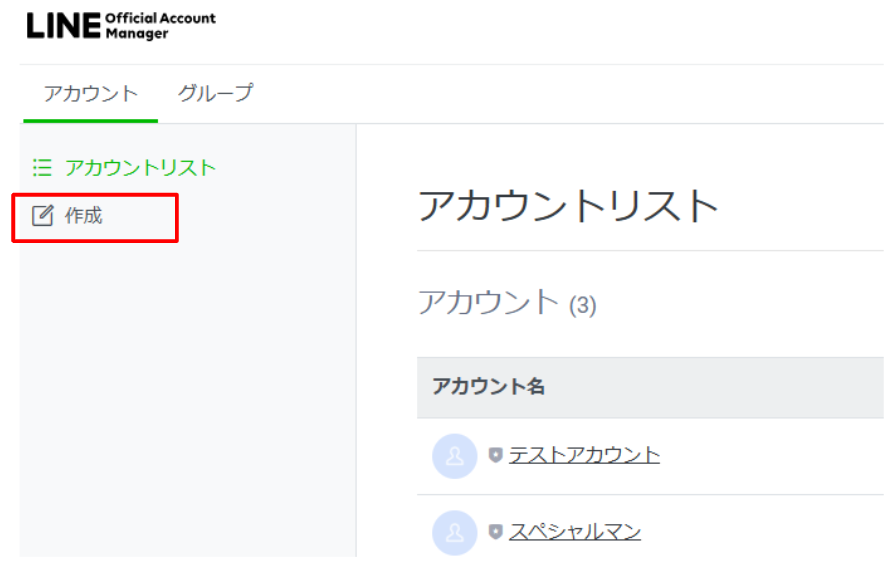 LINE Official Account Manager
アカウント グループ
アカウントリスト
作成
アカウントリスト
アカウント (3)
アカウント名
テストアカウント
スペシャルマン